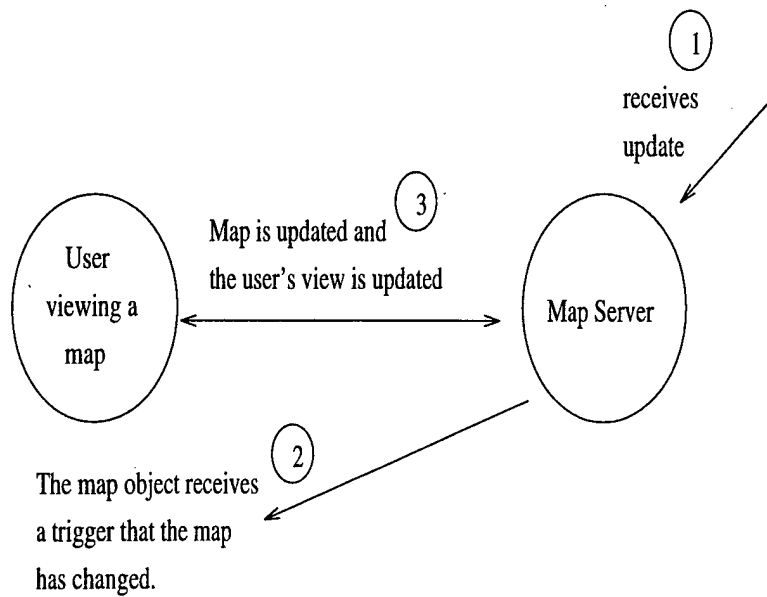 1
receives
update
3
Map is updated and
the user's view is updated
User
viewing a
map
Map Server
2
The map object receives
a trigger that the map
has changed.